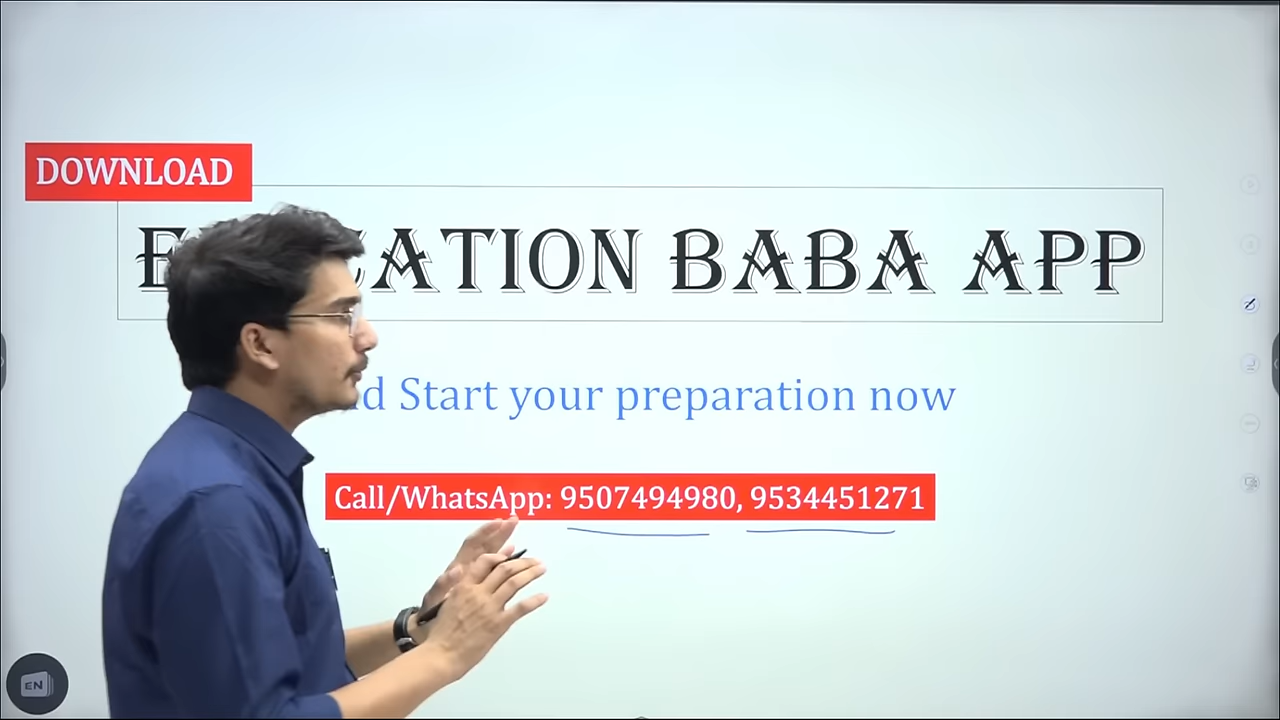 DOWNLOAD
CATION BABA APP
Start your preparation now
Call/WhatsApp: 9507494980, 9534451271
EN